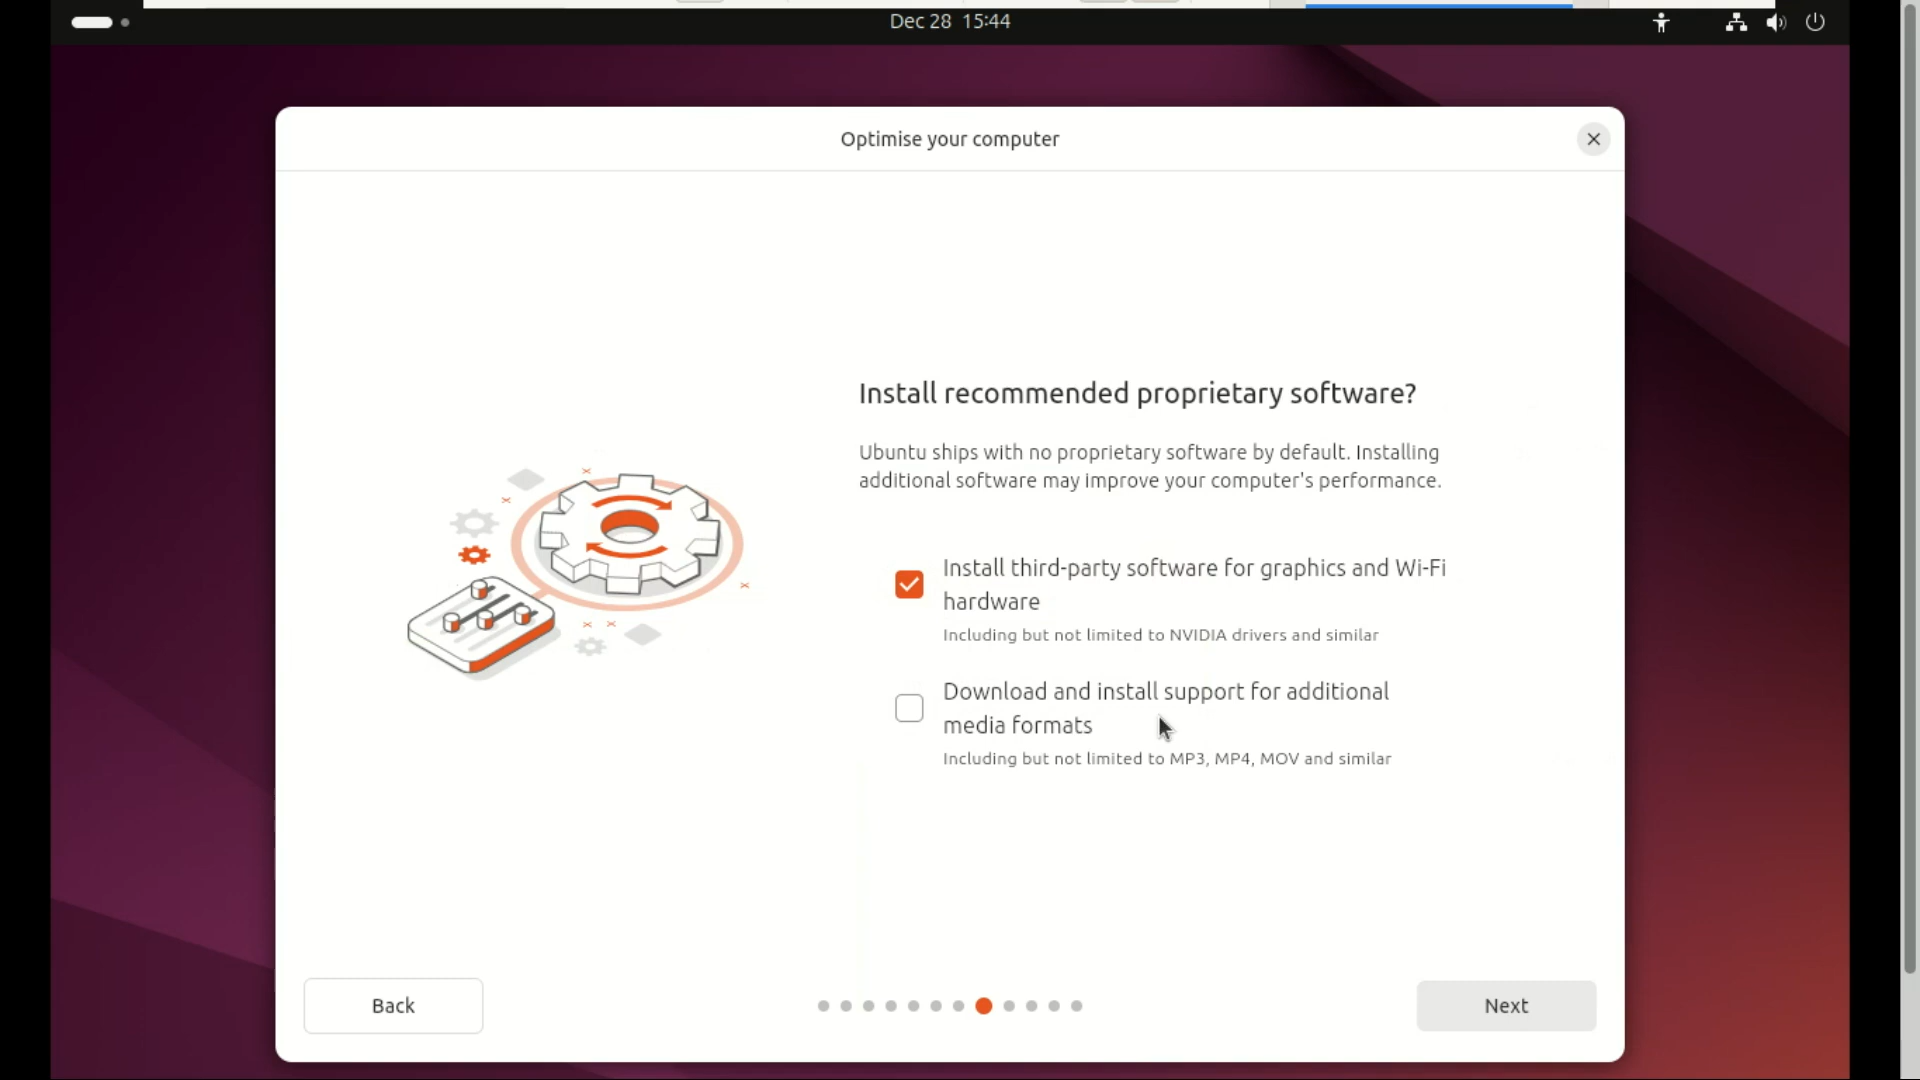 Dec 28 15:44
Optimise your computer
Install recommended proprietary software?
Ubuntu ships with no proprietary software by default. Installing
additional software may improve your computer's performance.
Install third-party software for graphics and Wi-Fi
hardware
Including but not limited to NVIDIA drivers and similar
Download and install support for additional
media formats
Including but not limited to MP3, MP4, MOV and similar
Back
Next